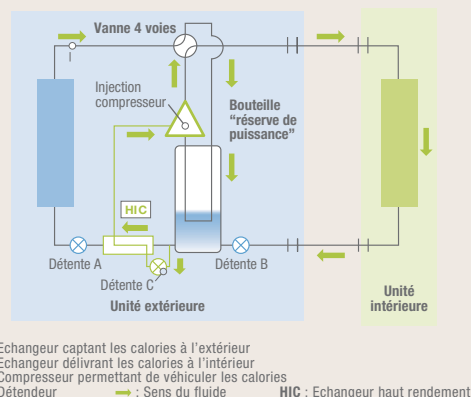 Vanne 4 voies
Injection
compresseur
Bouteille
“réserve de
puissance”
HIC
Détente A
Détente B
Détente C
Unité extérieure
Unité
intérieure
Echangeur captant les calories à l’extérieur
Echangeur délivrant les calories à l’intérieur
Compresseur permettant de véhiculer les calories
Détendeur : Sens du fluide HIC : Echangeur haut rendement